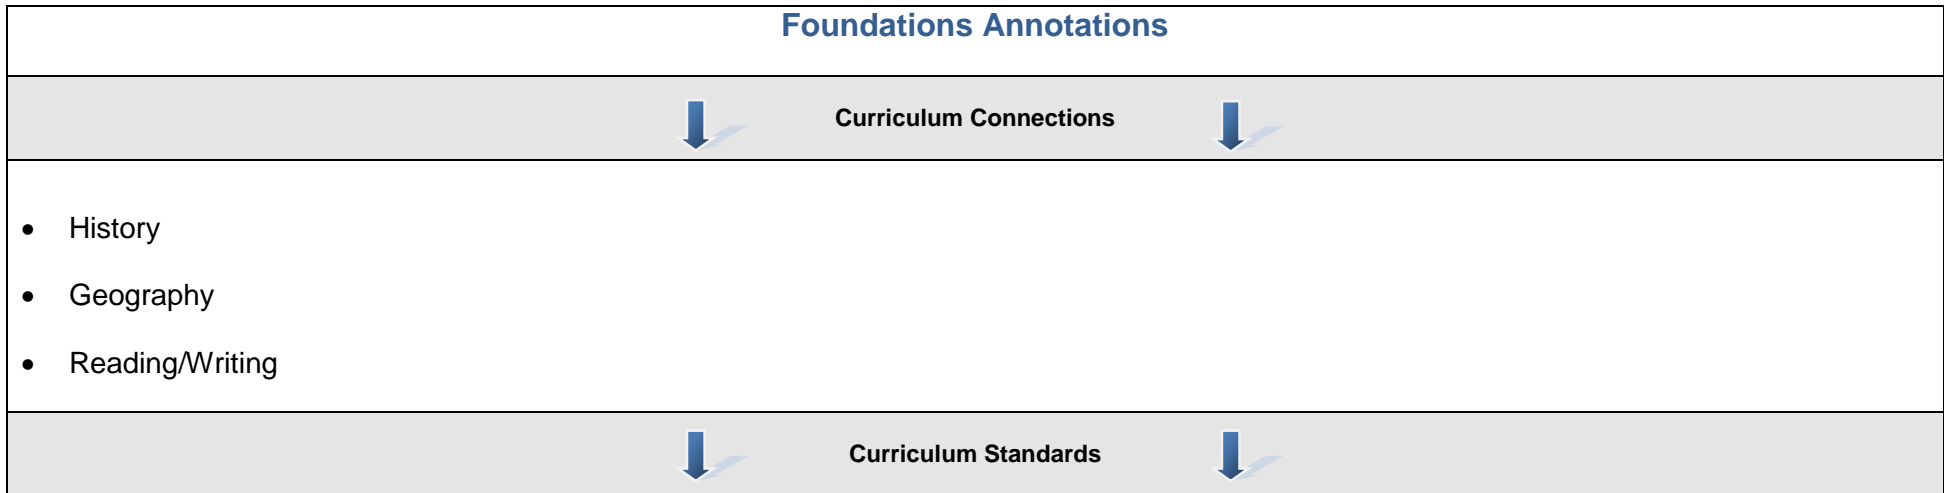 Foundations Annotations
Curriculum Connections
• History
• Geography
• Reading/Writing
Curriculum Standards